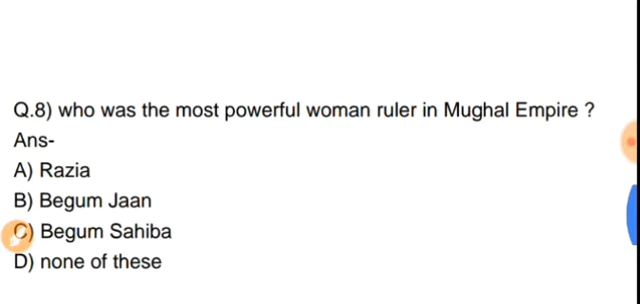 Q.8) who was the most powerful woman ruler in Mughal Empire ?
Ans-
A) Razia
B) Begum Jaan
C) Begum Sahiba
D) none of these